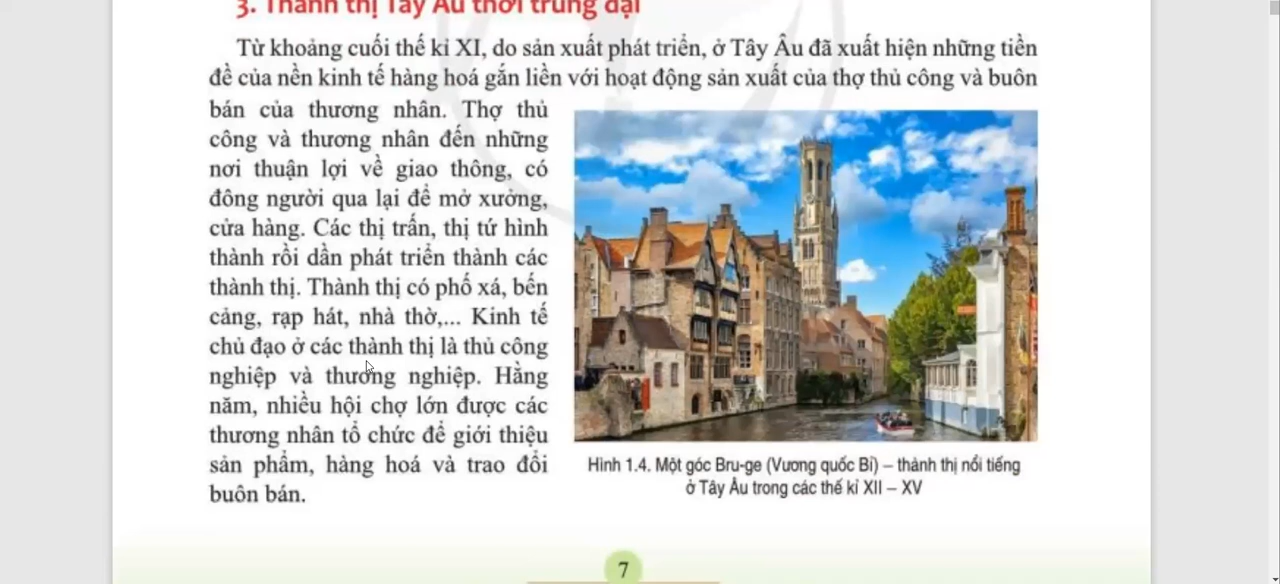 3. Thành thị Tây Âu thời trung đại
Từ khoảng cuối thế kỉ XI, do sản xuất phát triển, ở Tây Âu đã xuất hiện những tiền
đề của nền kinh tế hàng hoá gắn liền với hoạt động sản xuất của thợ thủ công và buôn
bán của thương nhân. Thợ thủ
công và thương nhân đến những
nơi thuận lợi về giao thông, có
đông người qua lại để mở xưởng,
cửa hàng. Các thị trấn, thị tứ hình
thành rồi dần phát triển thành các
thành thị. Thành thị có phố xá, bến
cảng, rạp hát, nhà thờ,... Kinh tế
chủ đạo ở các thành thị là thủ công
nghiệp và thương nghiệp. Hằng
năm, nhiều hội chợ lớn được các
thương nhân tổ chức để giới thiệu
sản phẩm, hàng hoá và trao đổi
buôn bán.
Hình 1.4. Một góc Bru-ge (Vương quốc Bỉ) – thành thị nổi tiếng
ở Tây Âu trong các thế kỉ XII – XV
7